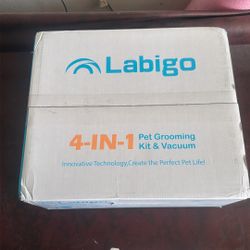 Labigo
4-IN-1 Pet Grooming
Kit & Vacuum
Innovative Technology,Create the Perfect Pet Life!